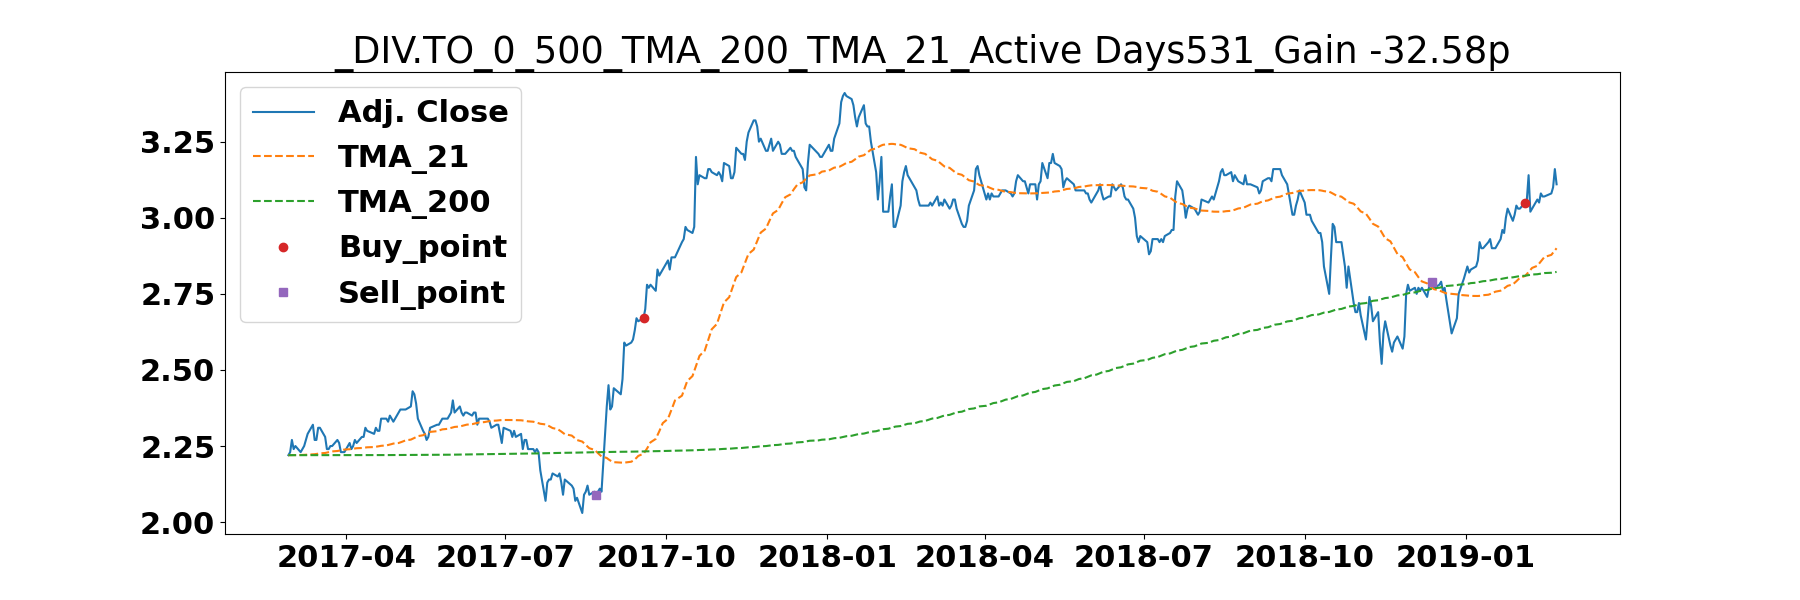 _DIV.TO_0_500_TMA_200_TMA_21_Active Days531_Gain -32.58p
Adj. Close
TMA_21
TMA_200
Buy_point
Sell_point
3.25
3.00
2.75
2.50
2.25
2.00
2017-04 2017-07 2017-10 2018-01 2018-04 2018-07 2018-10 2019-01